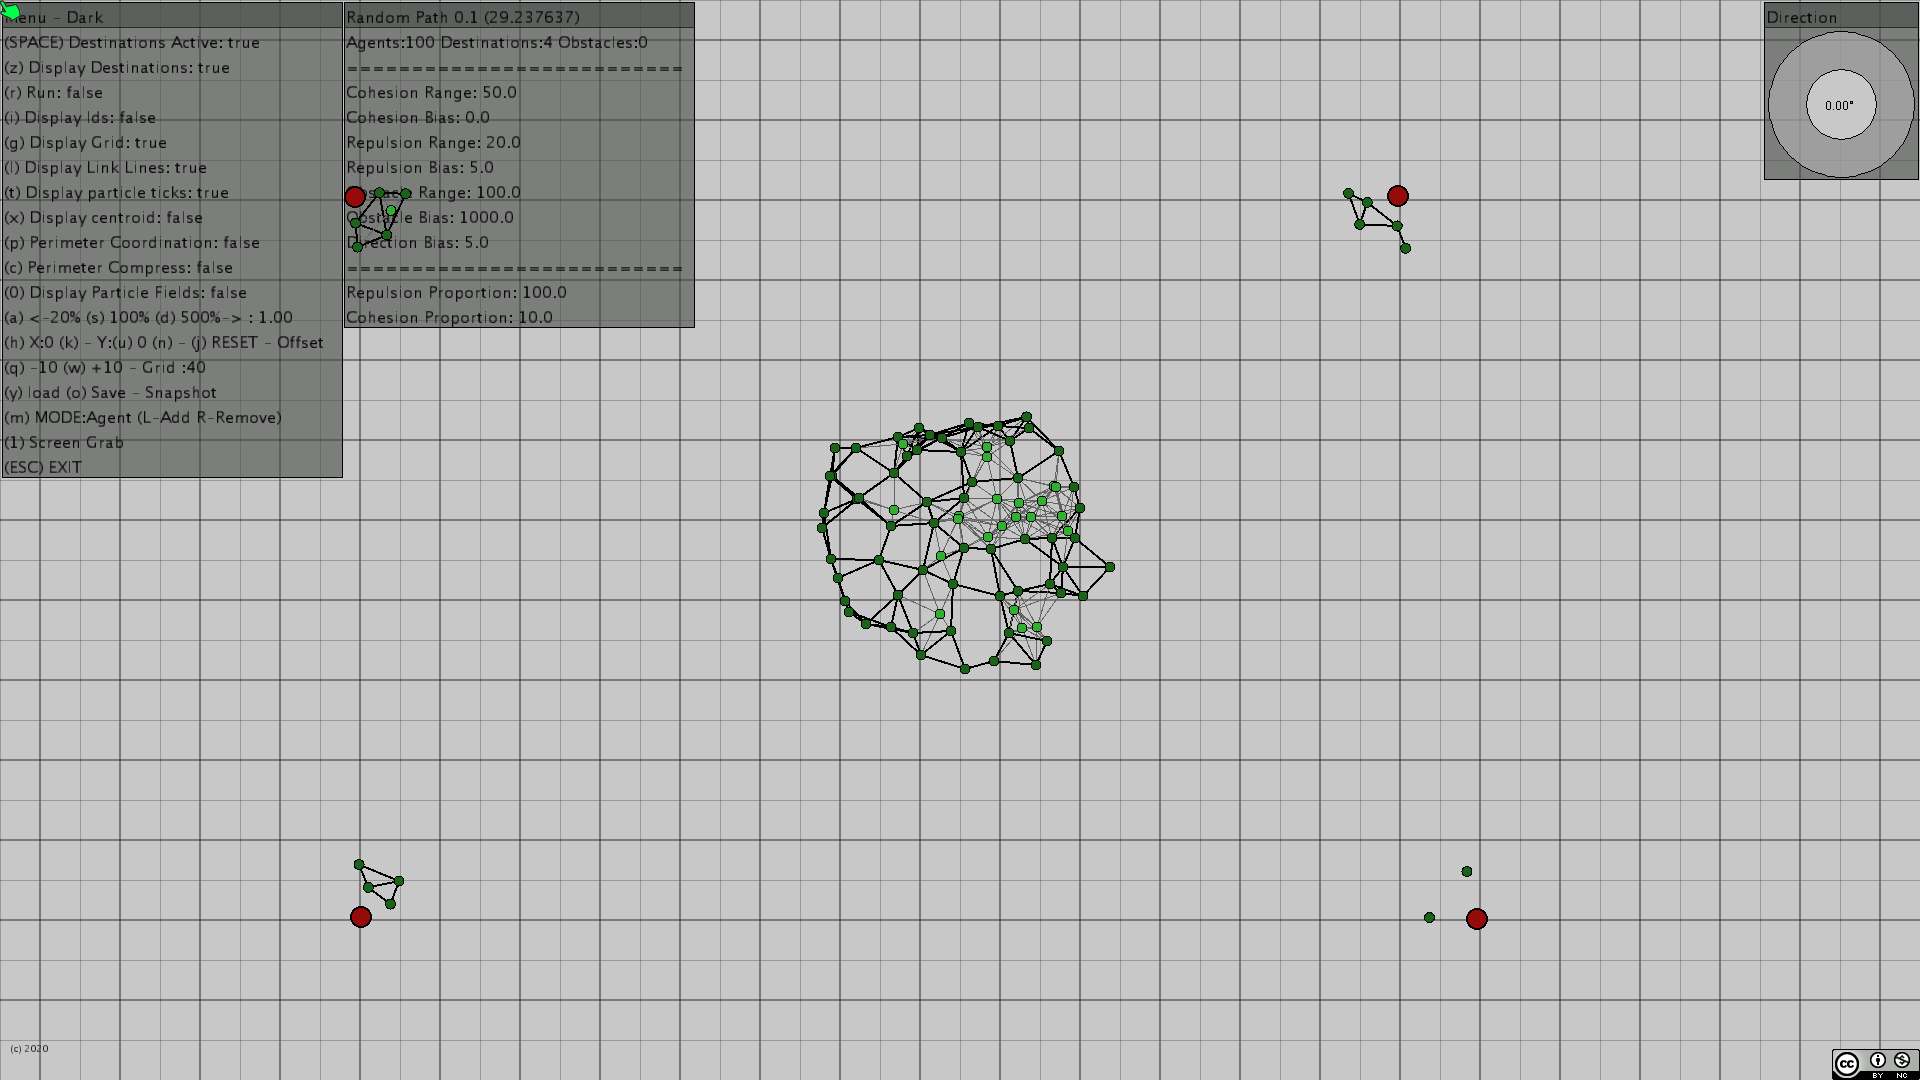 Menu - Dark
(SPACE) Destinations Active: true
(z) Display Destinations: true
(r) Run: false
(i) Display Ids: false
(g) Display Grid: true
(l) Display Link Lines: true
(t) Display particle ticks: true
(x) Display centroid: false
(p) Perimeter Coordination: false
(c) Perimeter Compress: false
(0) Display Particle Fields: false
(a) <-20% (s) 100% (d) 500%-> : 1.00
(h) X:0 (k) - Y:(u) 0 (n) - (j) RESET - Offset
(q) -10 (w) +10 - Grid :40
(y) load (o) Save - Snapshot
(m) MODE:Agent (L-Add R-Remove)
(1) Screen Grab
(ESC) EXIT
Random Path 0.1 (29.237637)
Agents:100 Destinations:4 Obstacles:0
=========================
Cohesion Range: 50.0
Cohesion Bias: 0.0
Repulsion Range: 20.0
Repulsion Bias: 5.0
Obstacle Range: 100.0
Obstacle Bias: 1000.0
Direction Bias: 5.0
=========================
Repulsion Proportion: 100.0
Cohesion Proportion: 10.0
Direction
0.00°
(c) 2020
cc
BY NC